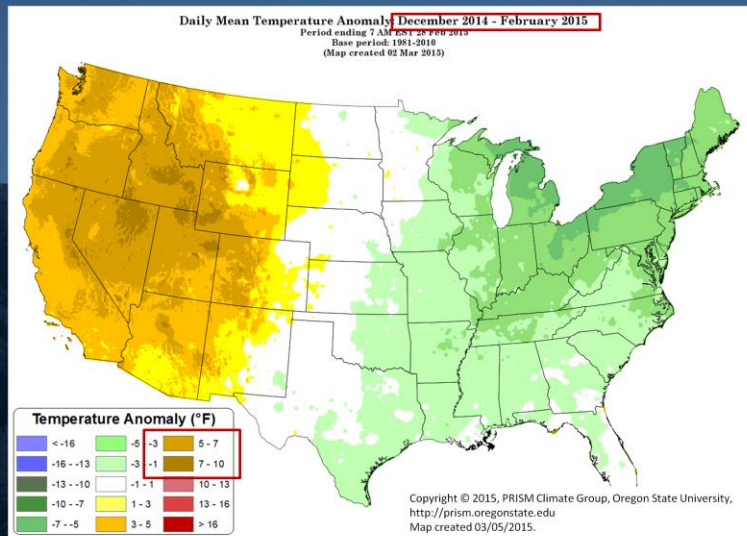 Daily Mean Temperature Anomaly: December 2014 - February 2015
Period ending 7 AM EST 28 Feb 2015
Base period: 1981-2010
(Map created 02 Mar 2015)
Temperature Anomaly (°F)
< -16 -5 - -3 5 - 7
-16 - -13 -3 - -1 7 - 10
-13 - -10 -1 - 1 10 - 13
-10 - -7 1 - 3 13 - 16
-7 - -5 3 - 5 > 16
Copyright © 2015, PRISM Climate Group, Oregon State University,
http://prism.oregonstate.edu
Map created 03/05/2015.